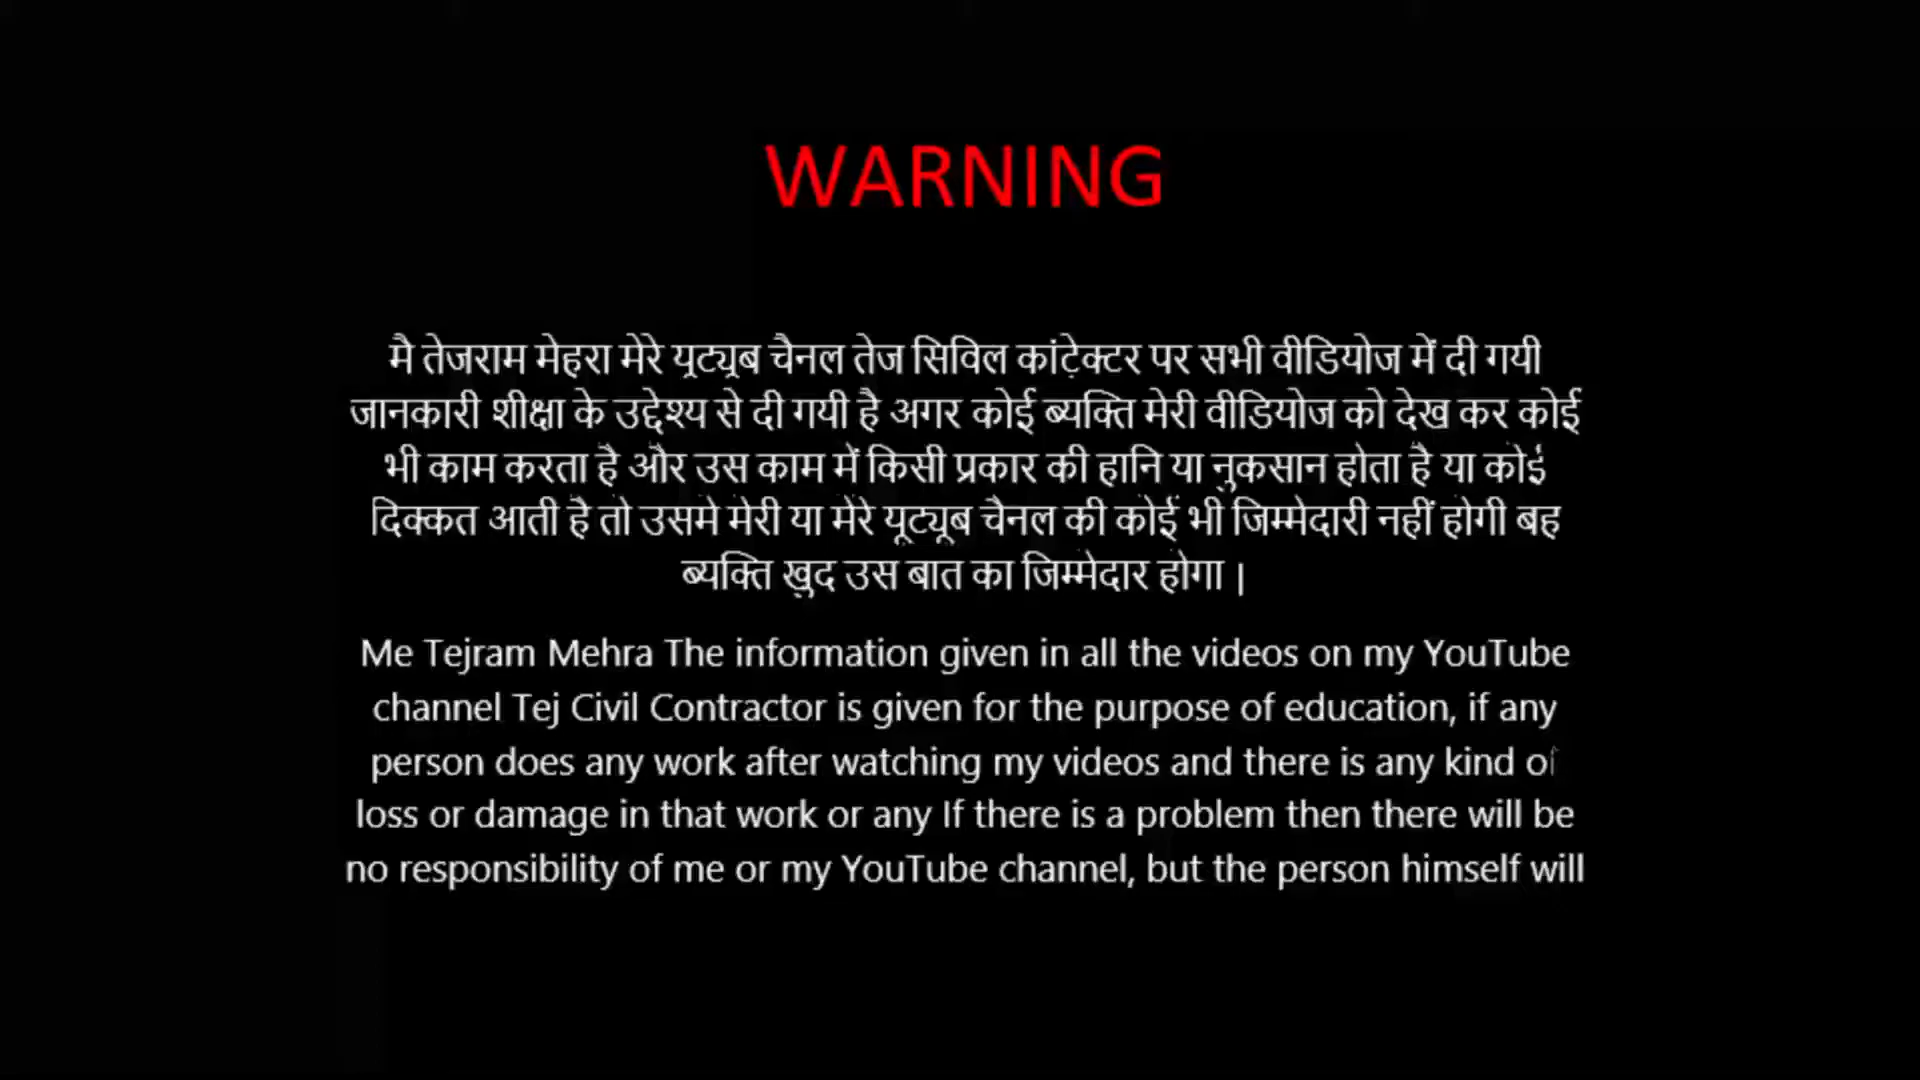 WARNING
मै तेजराम मेहरा मेरे यूट्यूब चैनल तेज सिविल कांट्रेक्टर पर सभी वीडियोज में दी गयी
जानकारी शीक्षा के उद्देश्य से दी गयी है अगर कोई ब्यक्ति मेरी वीडियोज को देख कर कोई
भी काम करता है और उस काम में किसी प्रकार की हानि या नुकसान होता है या कोई
दिक्कत आती है तो उसमे मेरी या मेरे यूट्यूब चैनल की कोई भी जिम्मेदारी नहीं होगी बह
ब्यक्ति खुद उस बात का जिम्मेदार होगा |
Me Tejram Mehra The information given in all the videos on my YouTube
channel Tej Civil Contractor is given for the purpose of education, if any
person does any work after watching my videos and there is any kind of
loss or damage in that work or any If there is a problem then there will be
no responsibility of me or my YouTube channel, but the person himself will